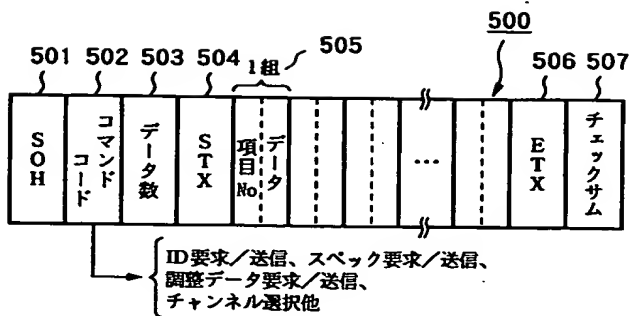 500
501 502 503 504 1組 505 506 507
SOH
コマンドコード
データ数
STX
項目No
データ
...
ETX
チェックサム
ID要求/送信、スペック要求/送信、
調整データ要求/送信、
チャンネル選択他